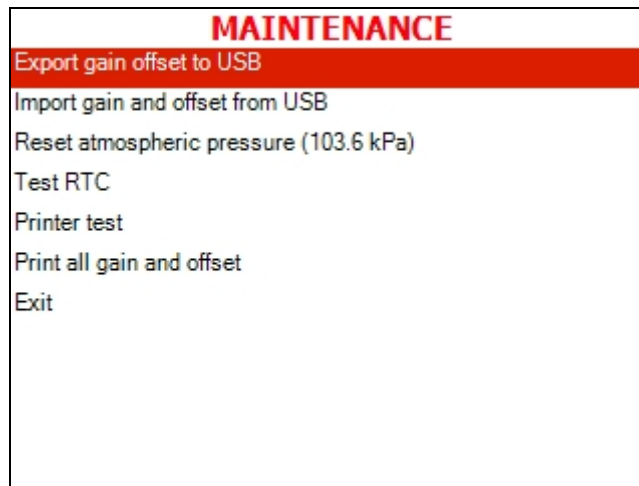 MAINTENANCE
Export gain offset to USB
Import gain and offset from USB
Reset atmospheric pressure (103.6 kPa)
Test RTC
Printer test
Print all gain and offset
Exit